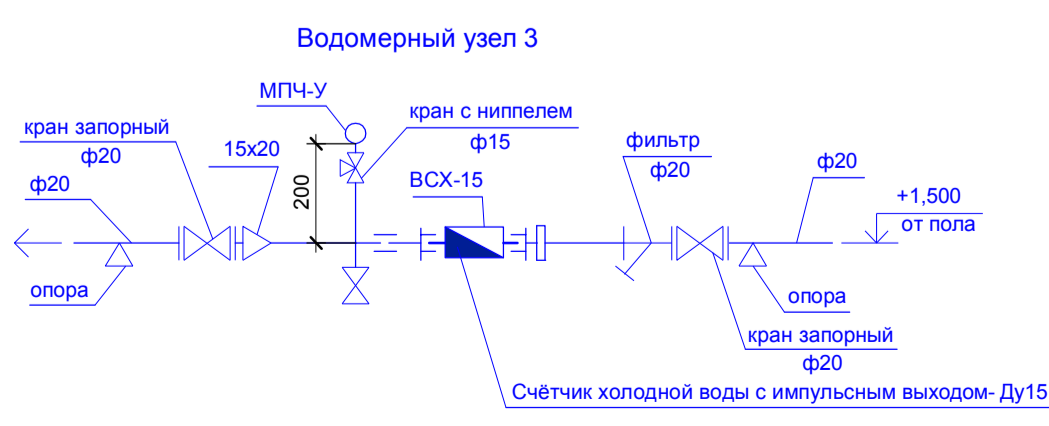 Водомерный узел 3
МПЧ-У
кран с ниппелем
ф15
кран запорный
ф20
15х20
фильтр
ф20
ф20
ВСХ-15
ф20
+1,500
от пола
200
опора
опора
кран запорный
ф20
Счётчик холодной воды с импульсным выходом- Ду15